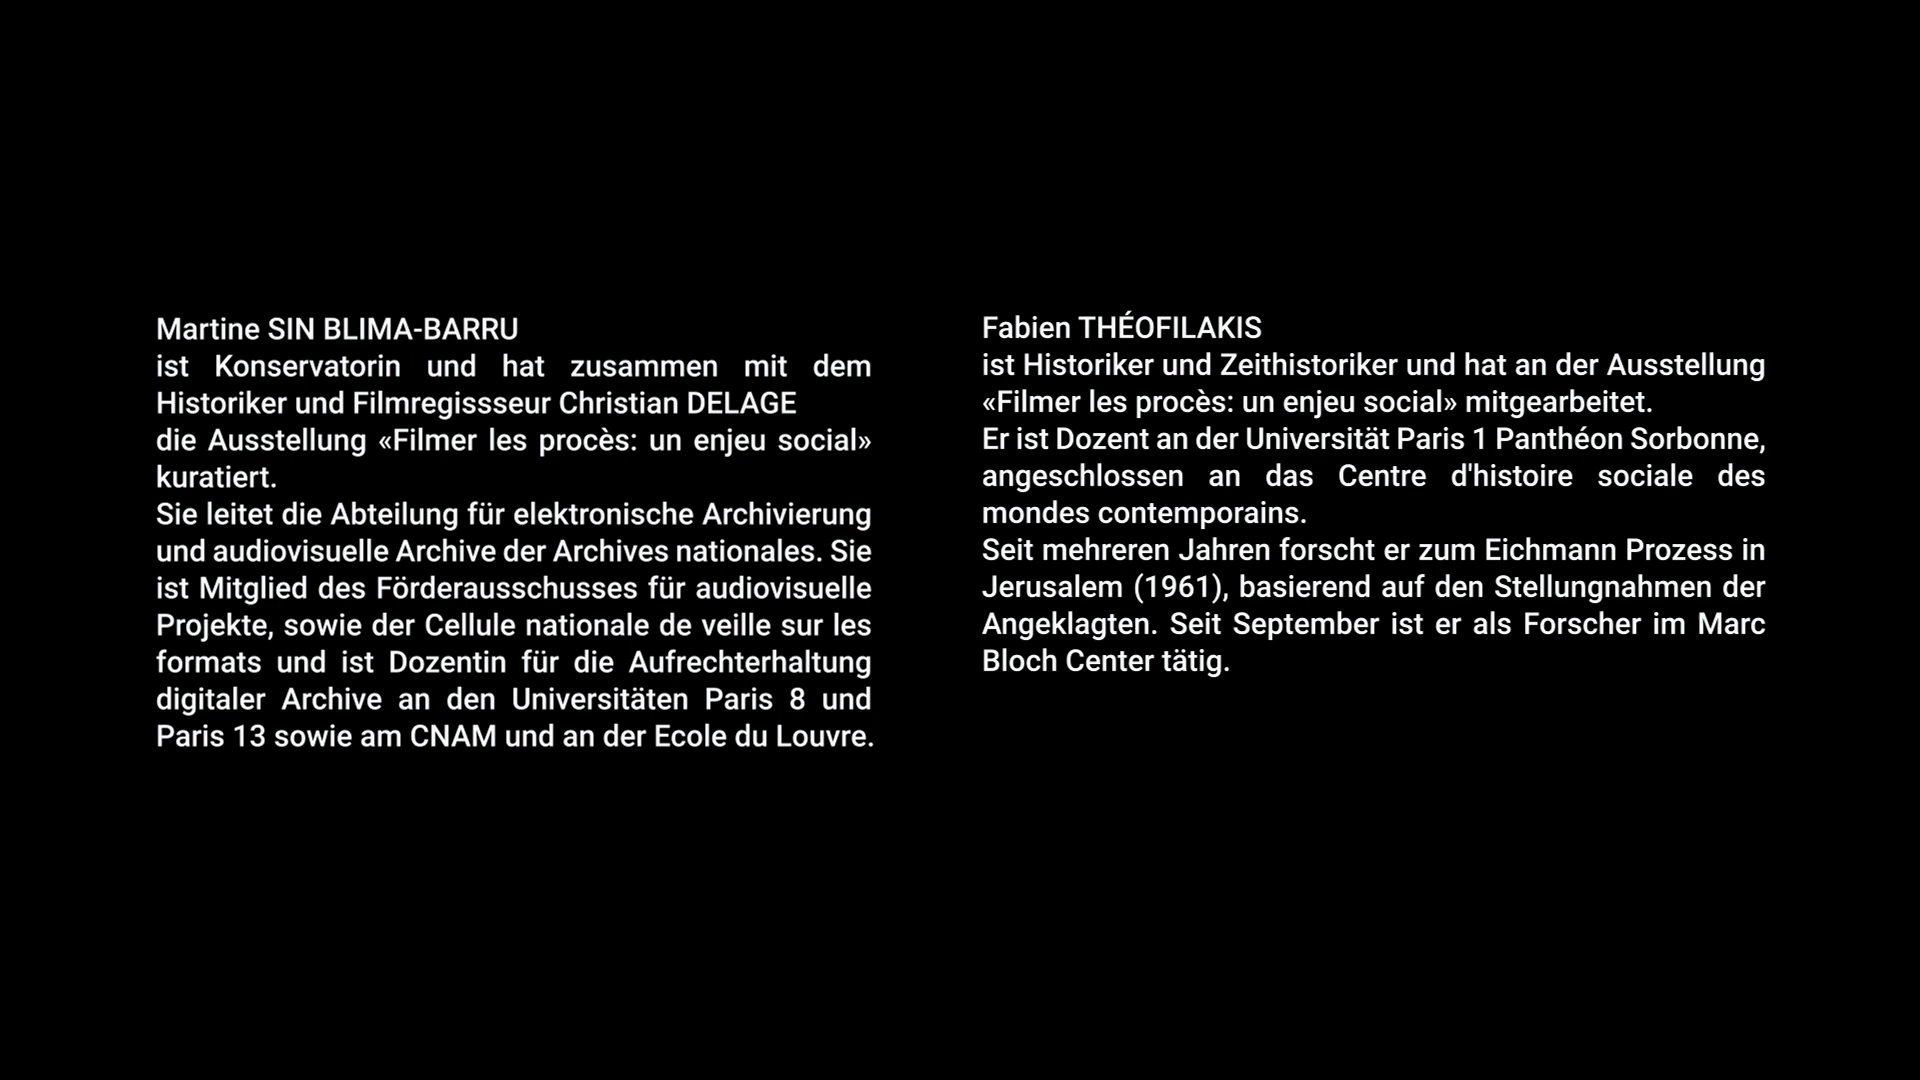 Martine SIN BLIMA-BARRU
ist Konservatorin und hat zusammen mit dem
Historiker und Filmregissseur Christian DELAGE
die Ausstellung «Filmer les procès: un enjeu social»
kuratiert.
Sie leitet die Abteilung für elektronische Archivierung
und audiovisuelle Archive der Archives nationales. Sie
ist Mitglied des Förderausschusses für audiovisuelle
Projekte, sowie der Cellule nationale de veille sur les
formats und ist Dozentin für die Aufrechterhaltung
digitaler Archive an den Universitäten Paris 8 und
Paris 13 sowie am CNAM und an der Ecole du Louvre.
Fabien THÉOFILAKIS
ist Historiker und Zeithistoriker und hat an der Ausstellung
«Filmer les procès: un enjeu social» mitgearbeitet.
Er ist Dozent an der Universität Paris 1 Panthéon Sorbonne,
angeschlossen an das Centre d'histoire sociale des
mondes contemporains.
Seit mehreren Jahren forscht er zum Eichmann Prozess in
Jerusalem (1961), basierend auf den Stellungnahmen der
Angeklagten. Seit September ist er als Forscher im Marc
Bloch Center tätig.